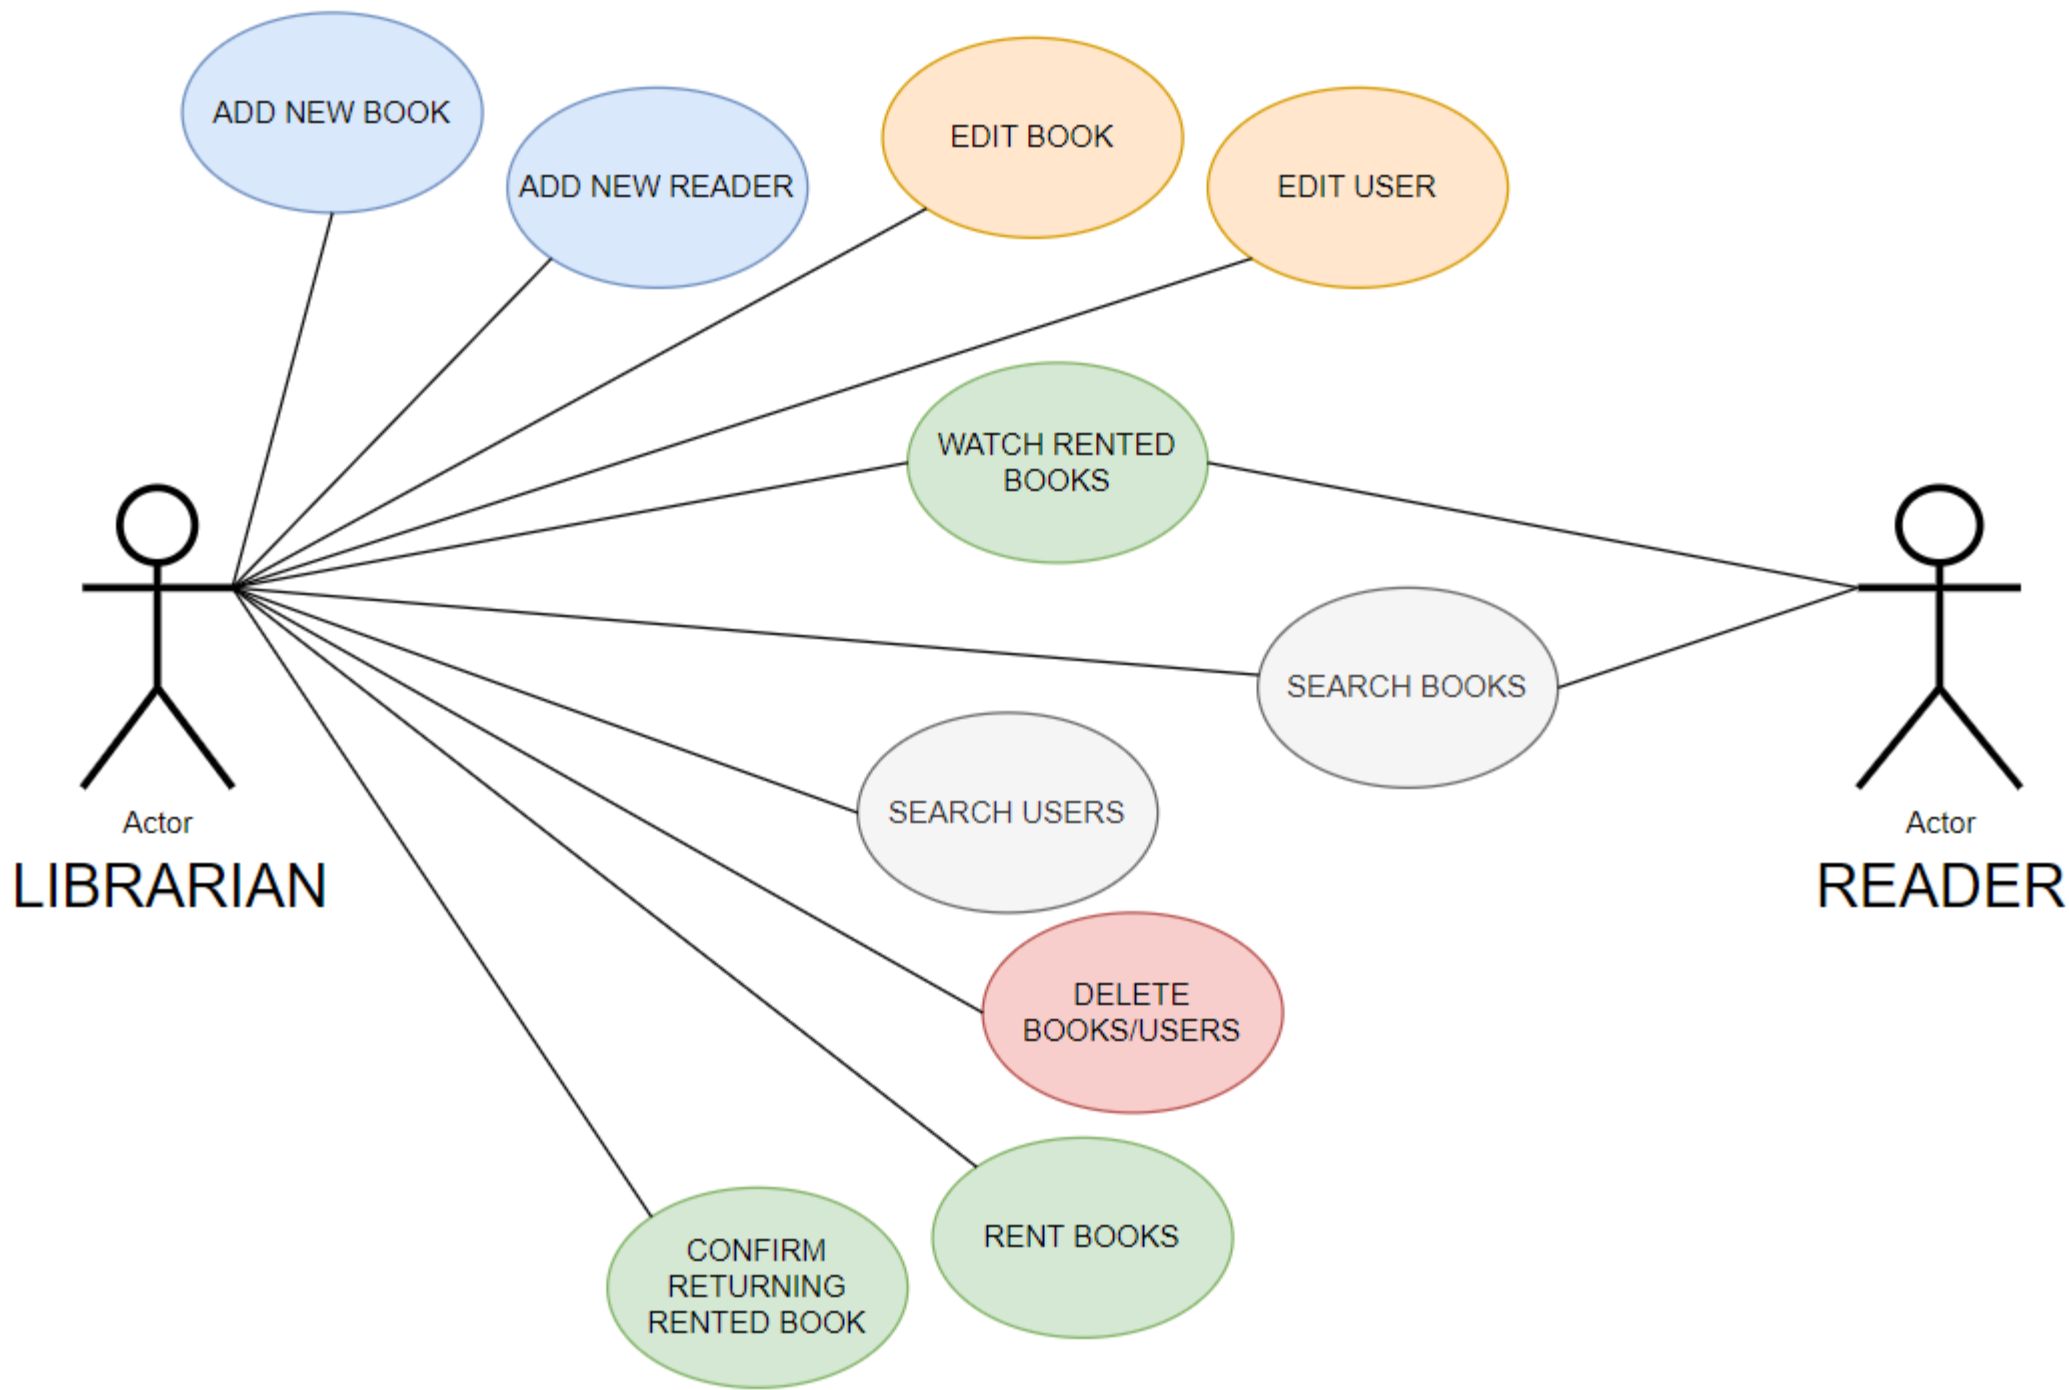 ADD NEW BOOK
ADD NEW READER
EDIT BOOK
EDIT USER
WATCH RENTED
BOOKS
SEARCH BOOKS
SEARCH USERS
Actor
LIBRARIAN
Actor
READER
DELETE
BOOKS/USERS
RENT BOOKS
CONFIRM
RETURNING
RENTED BOOK